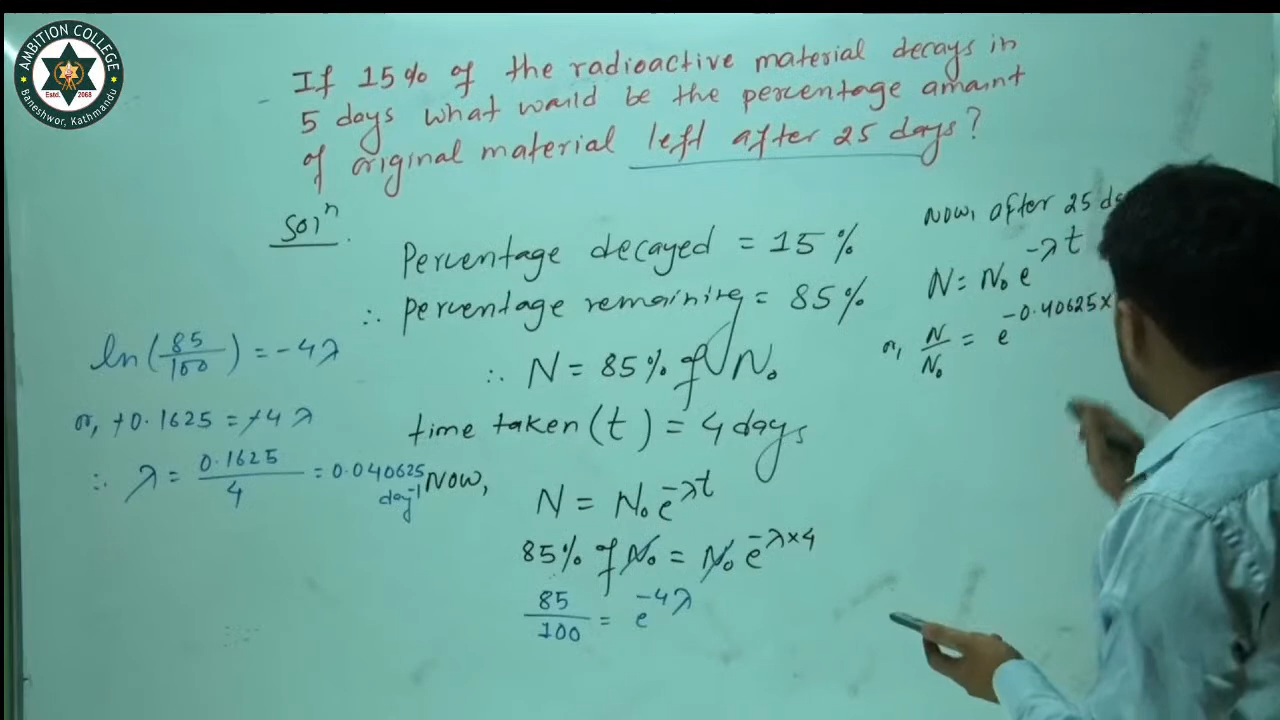 AMBITION COLLEGE
Estd. 2068
Baneshwor, Kathmandu
If 15% of the radioactive material decays in
5 days what would be the percentage amount
of original material left after 25 days?
Solⁿ.
Percentage decayed = 15%
∴ percentage remaining = 85%
∴ N = 85% of N₀
time taken (t) = 4 days
Now,
N = N₀e^-λt
85% of N₀ = N₀ e^-λ×4
85/100 = e^-4λ
ln(85/100) = -4λ
or, +0.1625 = +4λ
∴ λ = 0.1625/4 = 0.040625 day⁻¹
Now, after 25
N = N₀ e^-λt
or, N/N₀ = e^-0.40625×